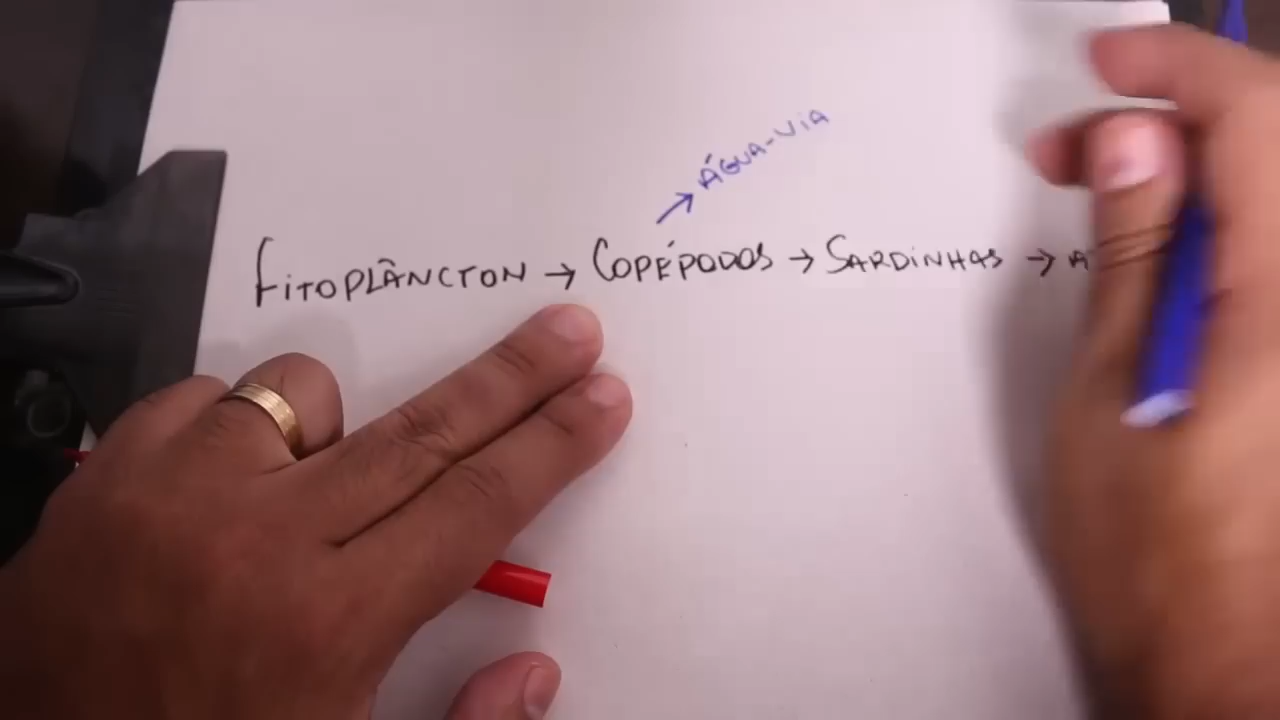 ÁGUA-VIA
FITOPLÂNCTON → COPÉPODOS → SARDINHAS →